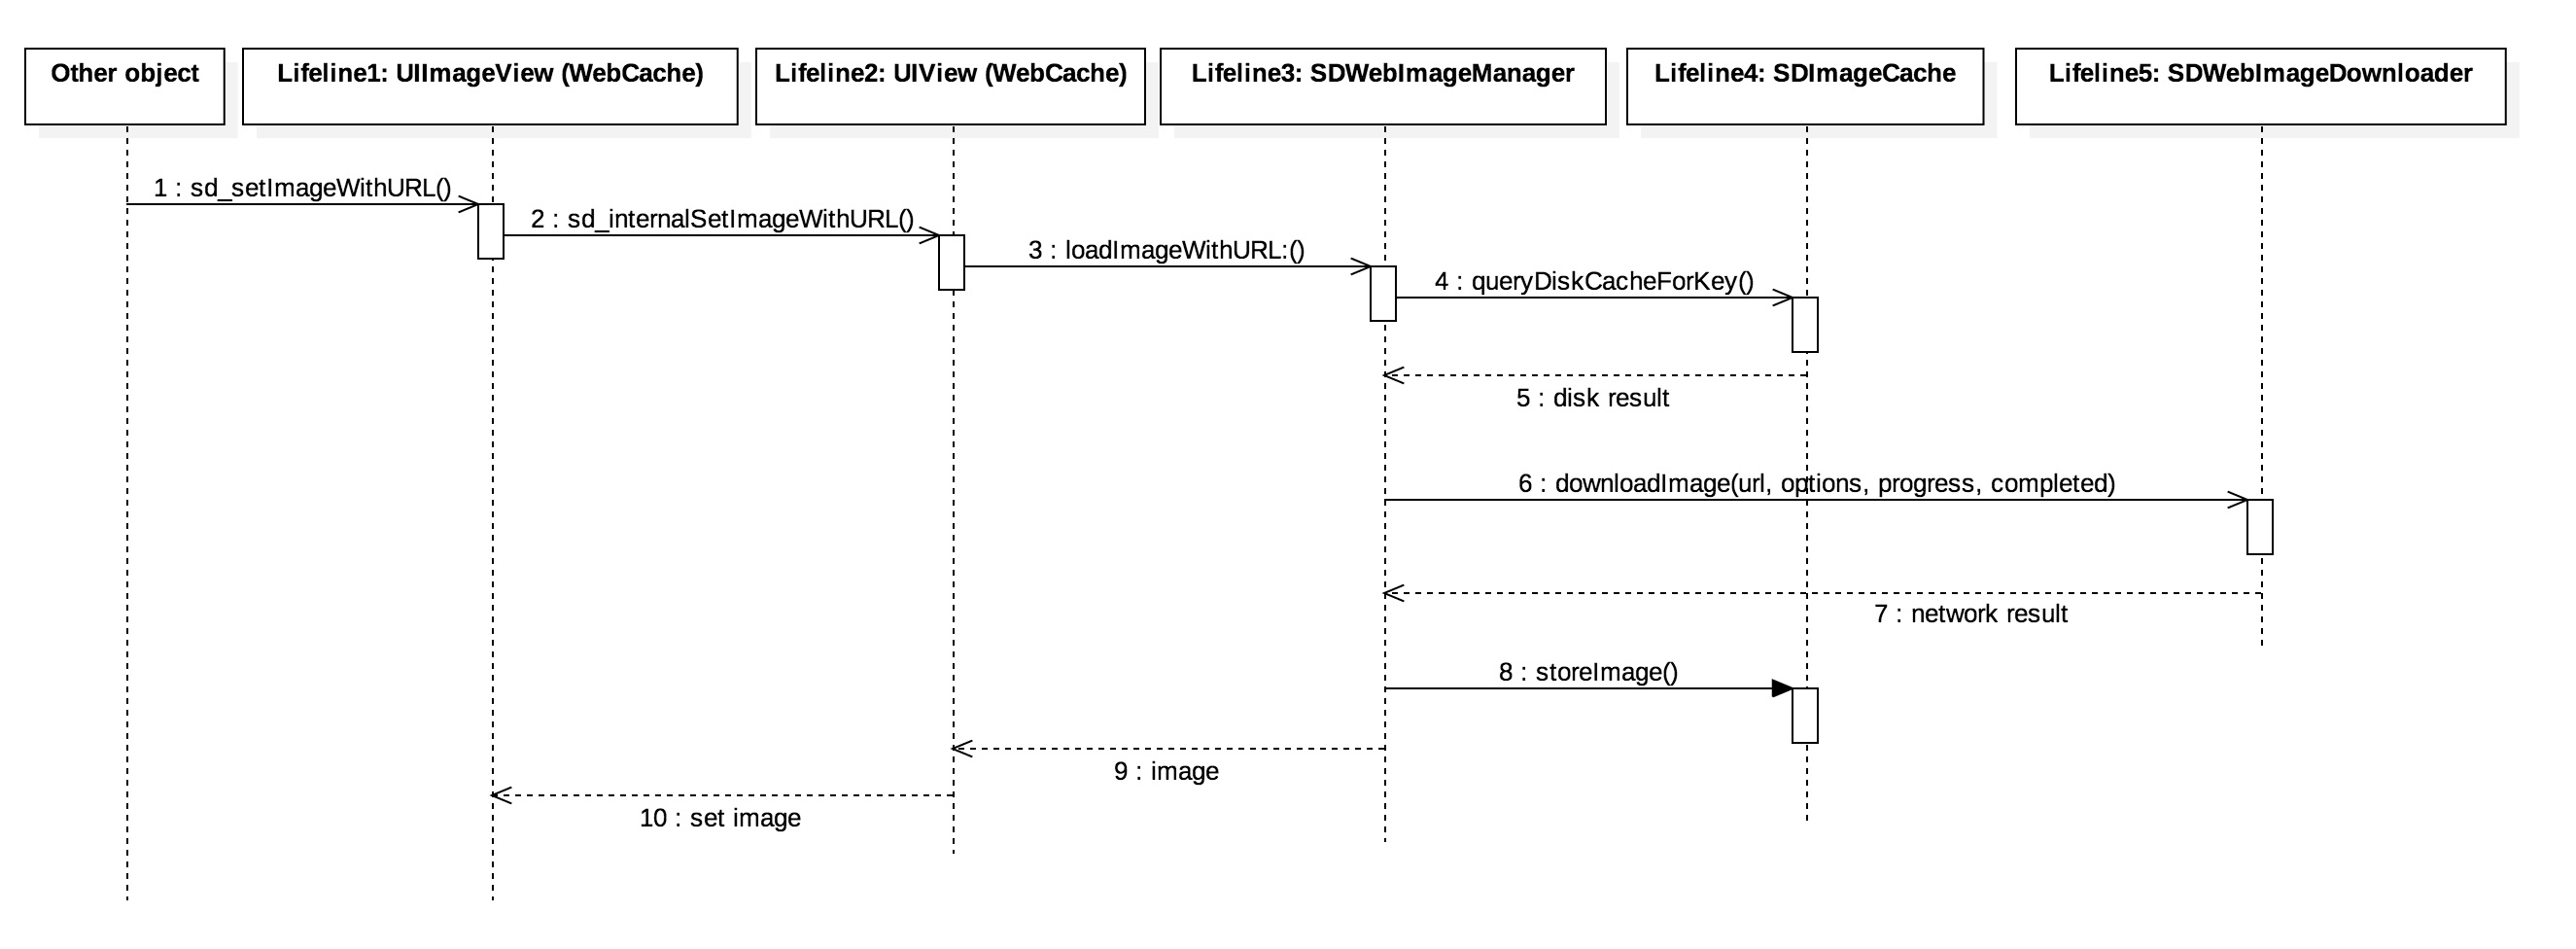 Other object
Lifeline1: UIImageView (WebCache)
Lifeline2: UIView (WebCache)
Lifeline3: SDWebImageManager
Lifeline4: SDImageCache
Lifeline5: SDWebImageDownloader
1 : sd_setImageWithURL()
2 : sd_internalSetImageWithURL()
3 : loadImageWithURL:()
4 : queryDiskCacheForKey()
5 : disk result
6 : downloadImage(url, options, progress, completed)
7 : network result
8 : storeImage()
9 : image
10 : set image